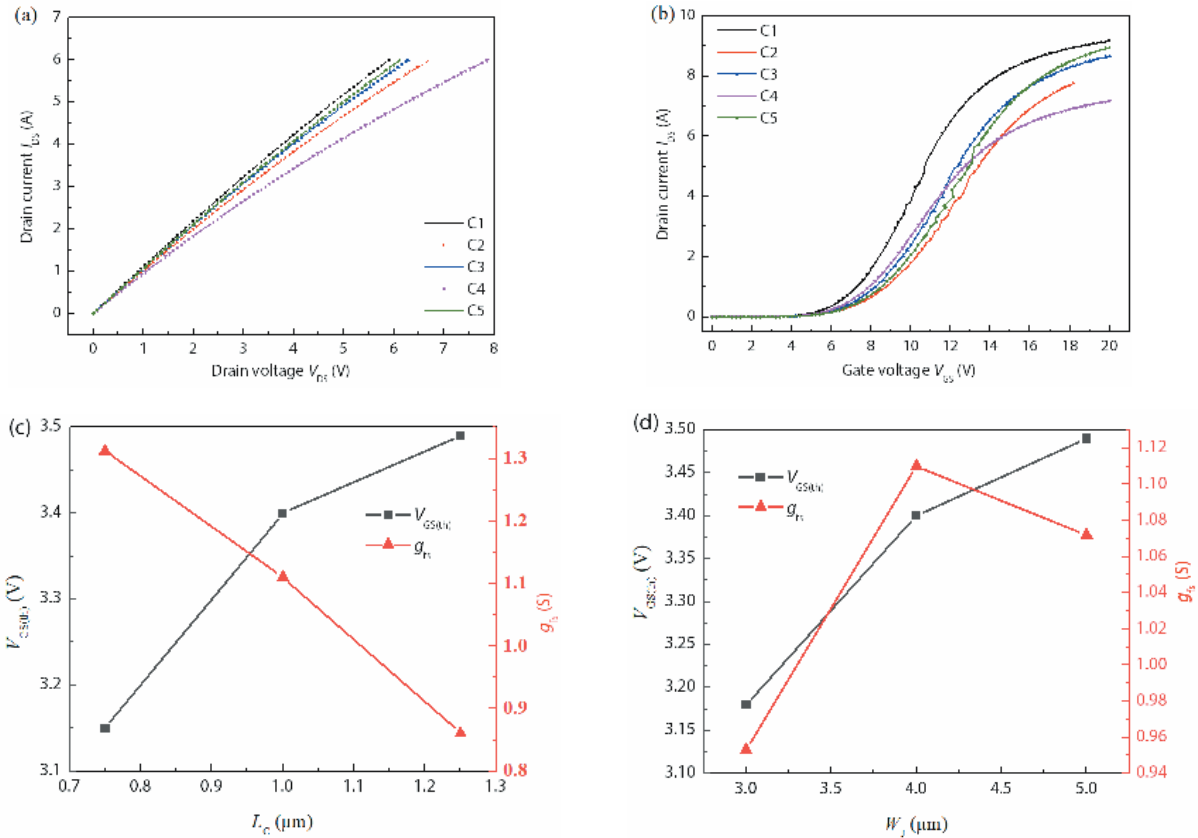 (a)
7
6
5
4
3
2
1
0
Drain current I_DS (A)
C1
C2
C3
C4
C5
0 1 2 3 4 5 6 7 8
Drain voltage V_DS (V)
(b)
10
8
6
4
2
0
Drain current I_DS (A)
C1
C2
C3
C4
C5
0 2 4 6 8 10 12 14 16 18 20
Gate voltage V_GS (V)
(c)
3.5
3.4
3.3
3.2
3.1
V_GS(th) (V)
V_GS(th)
g_fs
1.3
1.2
1.1
1.0
0.9
0.8
g_fs (S)
0.7 0.8 0.9 1.0 1.1 1.2 1.3
L_C (μm)
(d)
3.50
3.45
3.40
3.35
3.30
3.25
3.20
3.15
3.10
V_GS(th) (V)
V_GS(th)
g_fs
1.12
1.10
1.08
1.06
1.04
1.02
1.00
0.98
0.96
0.94
g_fs (S)
3.0 3.5 4.0 4.5 5.0
W_J (μm)